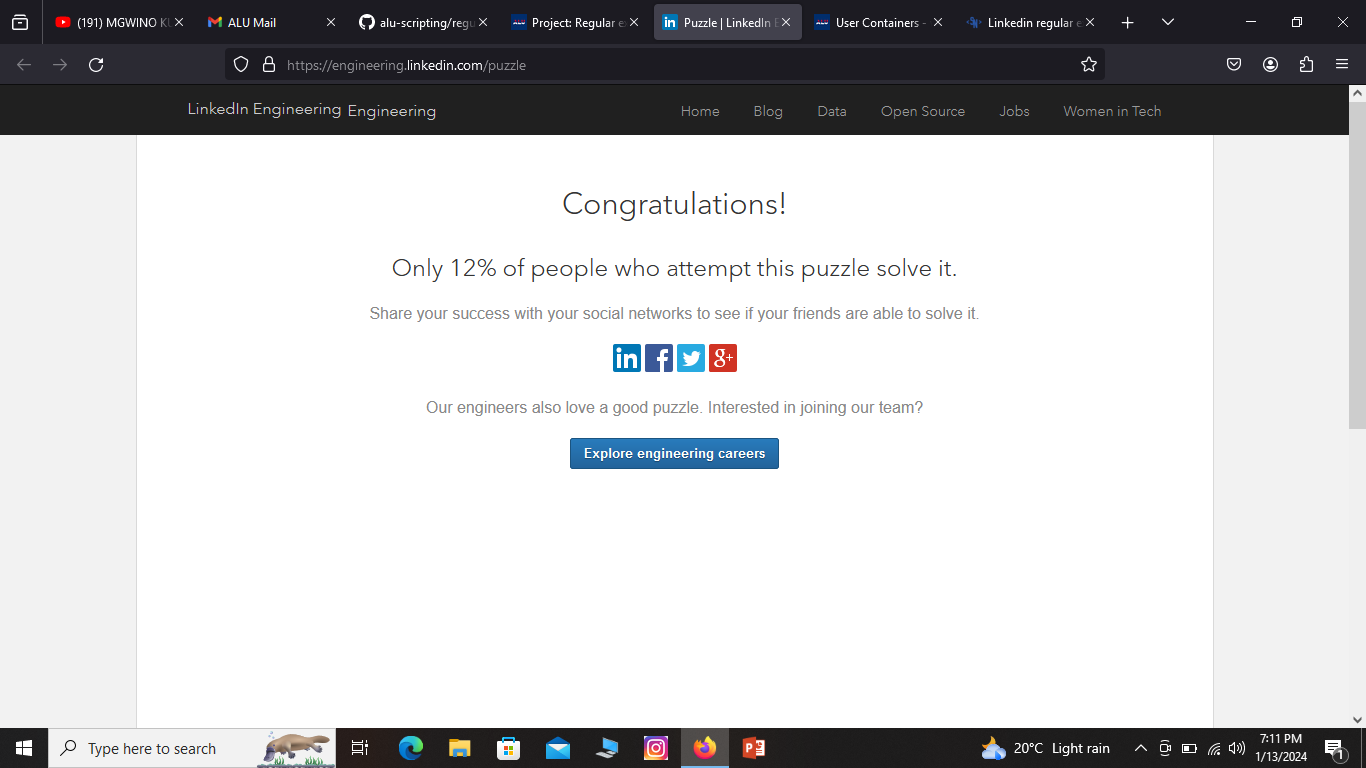 (191) MGWINO KU
ALU Mail
alu-scripting/regu
Project: Regular e
Puzzle | LinkedIn E
User Containers -
Linkedin regular e
https://engineering.linkedin.com/puzzle
LinkedIn Engineering Engineering
Home Blog Data Open Source Jobs Women in Tech
Congratulations!
Only 12% of people who attempt this puzzle solve it.
Share your success with your social networks to see if your friends are able to solve it.
in f g+
Our engineers also love a good puzzle. Interested in joining our team?
Explore engineering careers
Type here to search
20°C Light rain
7:11 PM
1/13/2024
1